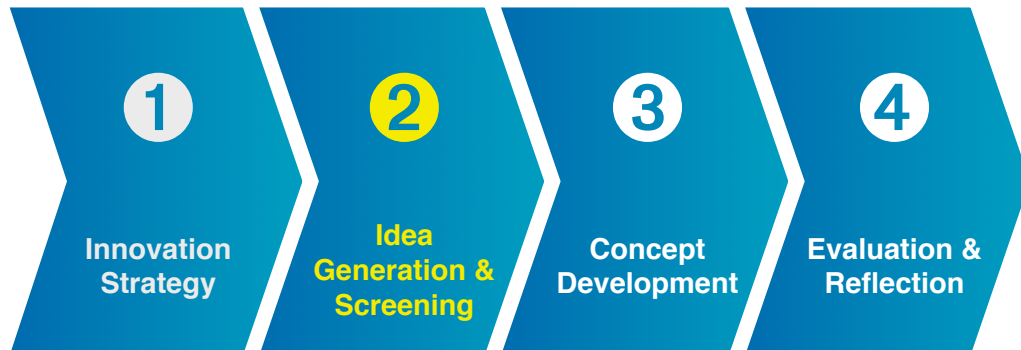 1
Innovation
Strategy
2
Idea
Generation &
Screening
3
Concept
Development
4
Evaluation &
Reflection